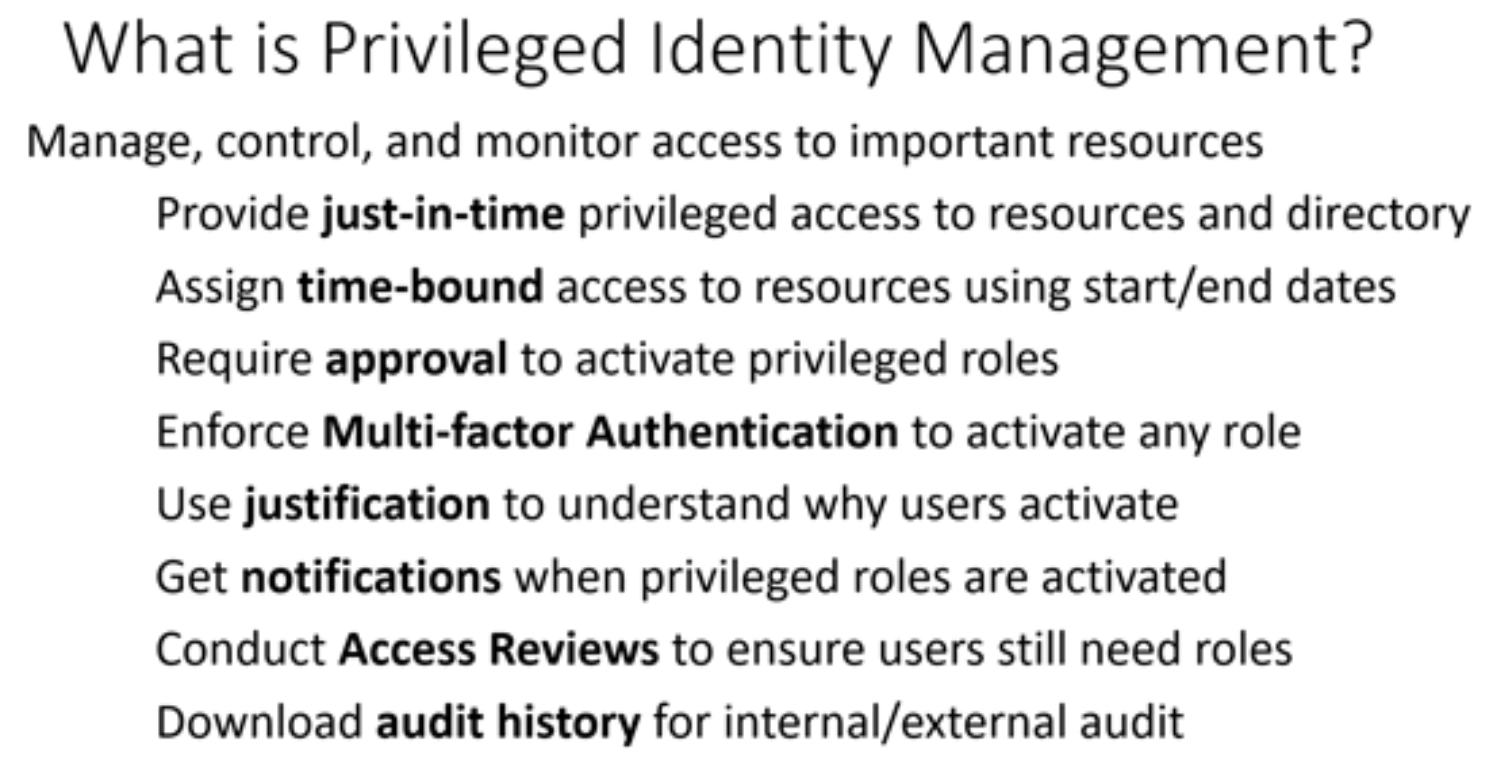 What is Privileged Identity Management?
Manage, control, and monitor access to important resources
Provide just-in-time privileged access to resources and directory
Assign time-bound access to resources using start/end dates
Require approval to activate privileged roles
Enforce Multi-factor Authentication to activate any role
Use justification to understand why users activate
Get notifications when privileged roles are activated
Conduct Access Reviews to ensure users still need roles
Download audit history for internal/external audit